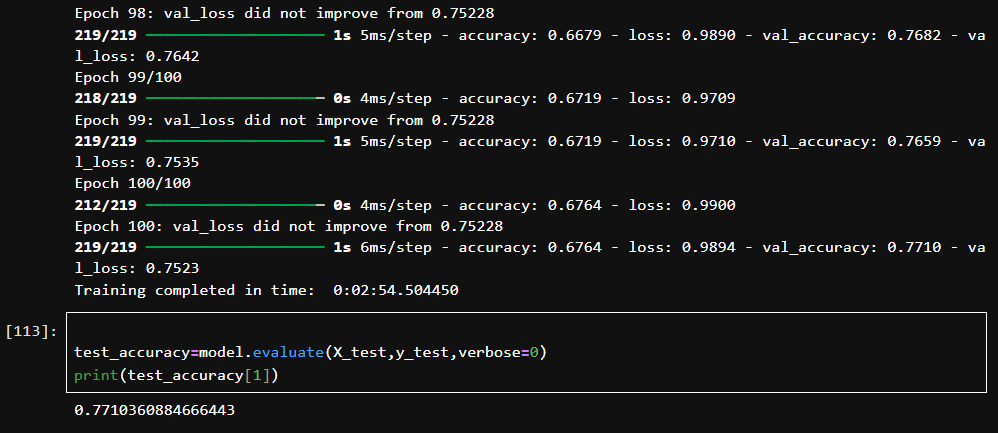 Epoch 98: val_loss did not improve from 0.75228
219/219 ━━━━━━━━━━━━━━━━━━━━ 1s 5ms/step - accuracy: 0.6679 - loss: 0.9890 - val_accuracy: 0.7682 - va
l_loss: 0.7642
Epoch 99/100
218/219 ━━━━━━━━━━━━━━━━━━━━ 0s 4ms/step - accuracy: 0.6719 - loss: 0.9709
Epoch 99: val_loss did not improve from 0.75228
219/219 ━━━━━━━━━━━━━━━━━━━━ 1s 5ms/step - accuracy: 0.6719 - loss: 0.9710 - val_accuracy: 0.7659 - va
l_loss: 0.7535
Epoch 100/100
212/219 ━━━━━━━━━━━━━━━━━━━━ 0s 4ms/step - accuracy: 0.6764 - loss: 0.9900
Epoch 100: val_loss did not improve from 0.75228
219/219 ━━━━━━━━━━━━━━━━━━━━ 1s 6ms/step - accuracy: 0.6764 - loss: 0.9894 - val_accuracy: 0.7710 - va
l_loss: 0.7523
Training completed in time:  0:02:54.504450
[113]:
test_accuracy=model.evaluate(X_test,y_test,verbose=0)
print(test_accuracy[1])
0.7710360884666443